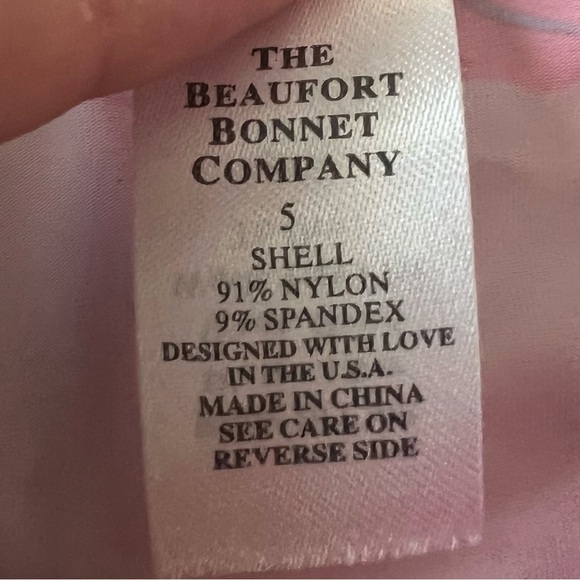 THE
BEAUFORT
BONNET
COMPANY
5
SHELL
91% NYLON
9% SPANDEX
DESIGNED WITH LOVE
IN THE U.S.A.
MADE IN CHINA
SEE CARE ON
REVERSE SIDE